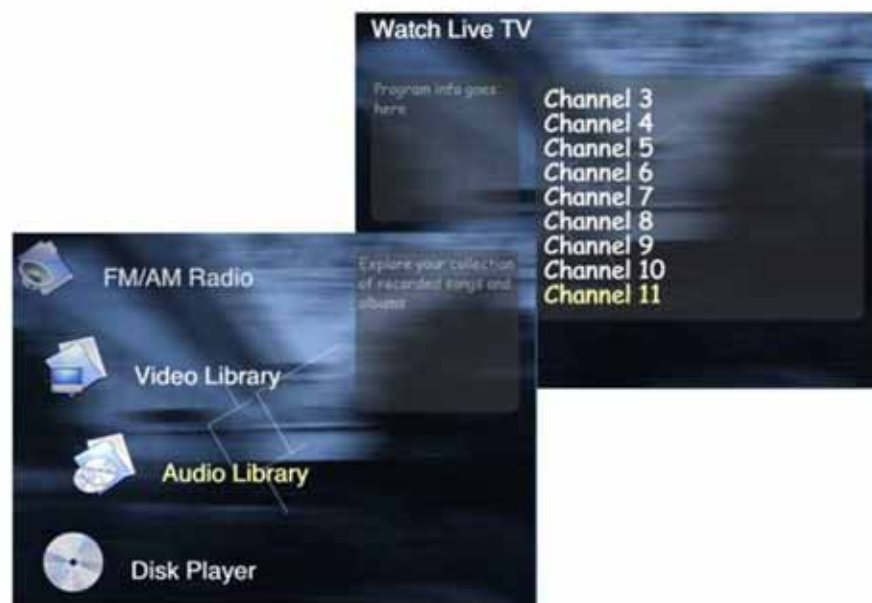 Watch Live TV
Program info goes
here
Channel 3
Channel 4
Channel 5
Channel 6
Channel 7
Channel 8
Channel 9
Channel 10
Channel 11
FM/AM Radio
Video Library
Audio Library
Disk Player
Explore your collection
of recorded songs and
albums